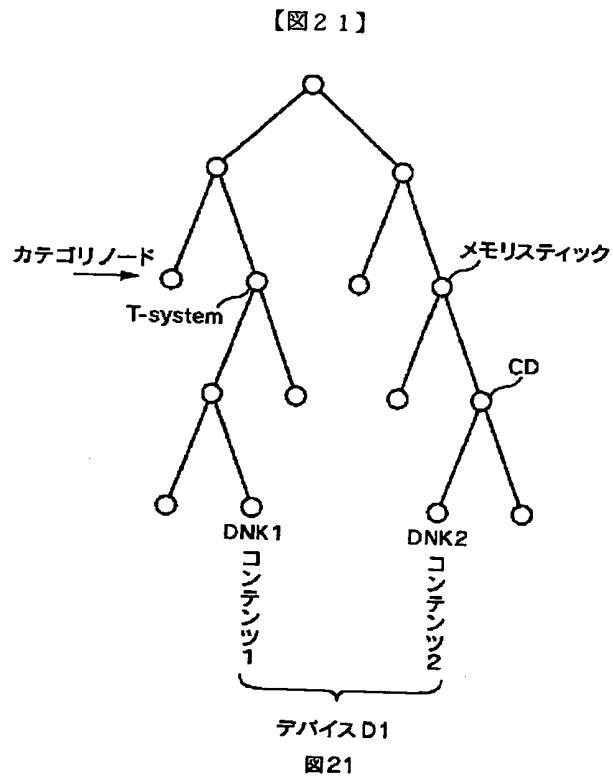 【図２１】
カテゴリノード
メモリスティック
T-system
CD
DNK1
コンテンツ1
DNK2
コンテンツ2
デバイス D1
図21